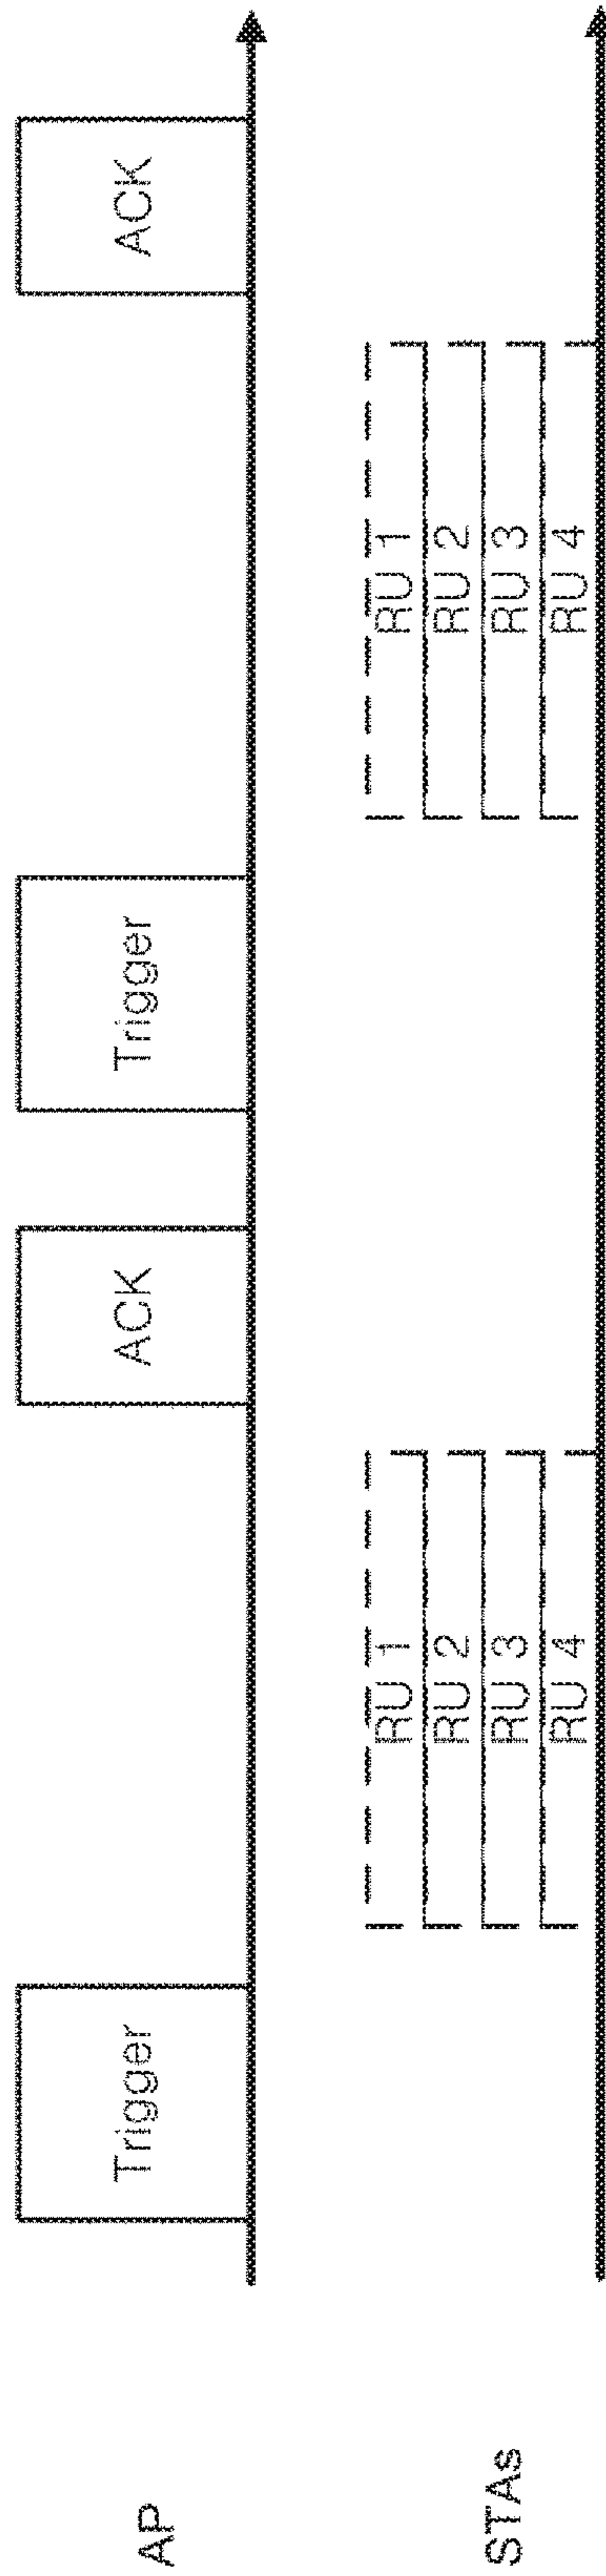 AP
Trigger
ACK
Trigger
ACK
STAs
RU 1
RU 2
RU 3
RU 4
RU 1
RU 2
RU 3
RU 4